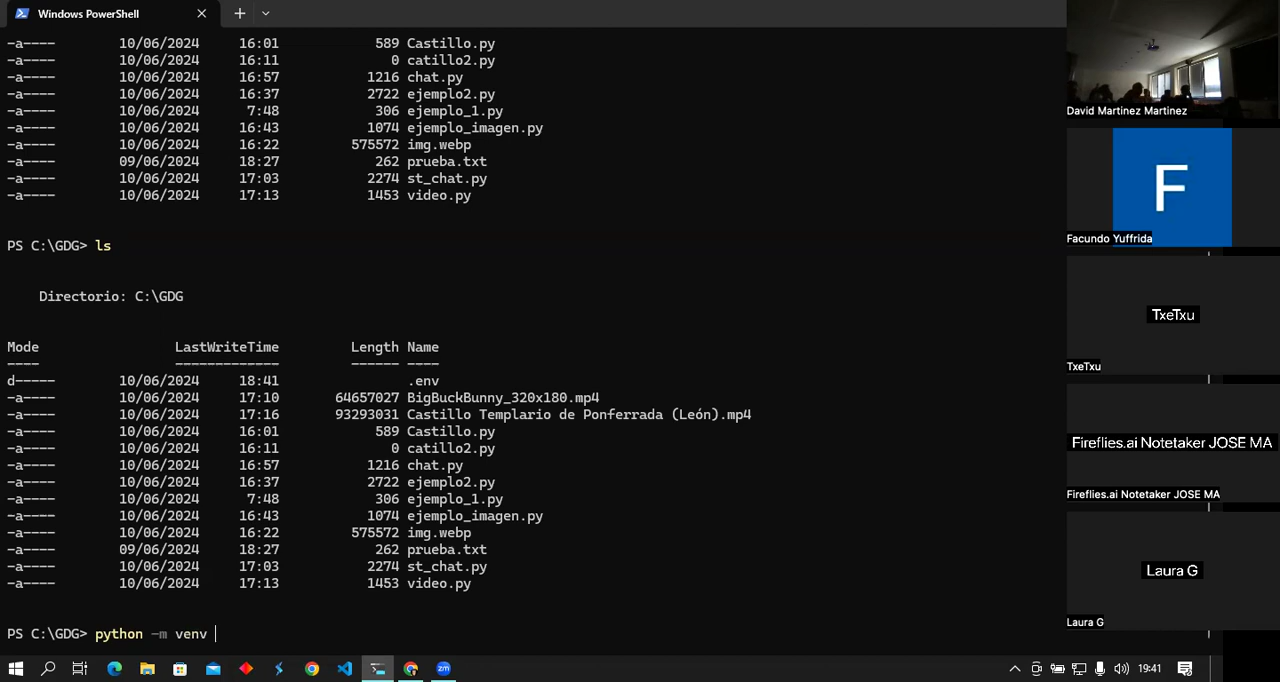 Windows PowerShell
-a---- 10/06/2024 16:01 589 Castillo.py
-a---- 10/06/2024 16:11 0 catillo2.py
-a---- 10/06/2024 16:57 1216 chat.py
-a---- 10/06/2024 16:37 2722 ejemplo2.py
-a---- 10/06/2024 7:48 306 ejemplo_1.py
-a---- 10/06/2024 16:43 1074 ejemplo_imagen.py
-a---- 10/06/2024 16:22 575572 img.webp
-a---- 09/06/2024 18:27 262 prueba.txt
-a---- 10/06/2024 17:03 2274 st_chat.py
-a---- 10/06/2024 17:13 1453 video.py
PS C:\GDG> ls
Directorio: C:\GDG
Mode LastWriteTime Length Name
---- ------------- ------ ----
d----- 10/06/2024 18:41 .env
-a---- 10/06/2024 17:10 64657027 BigBuckBunny_320x180.mp4
-a---- 10/06/2024 17:16 93293031 Castillo Templario de Ponferrada (León).mp4
-a---- 10/06/2024 16:01 589 Castillo.py
-a---- 10/06/2024 16:11 0 catillo2.py
-a---- 10/06/2024 16:57 1216 chat.py
-a---- 10/06/2024 16:37 2722 ejemplo2.py
-a---- 10/06/2024 7:48 306 ejemplo_1.py
-a---- 10/06/2024 16:43 1074 ejemplo_imagen.py
-a---- 10/06/2024 16:22 575572 img.webp
-a---- 09/06/2024 18:27 262 prueba.txt
-a---- 10/06/2024 17:03 2274 st_chat.py
-a---- 10/06/2024 17:13 1453 video.py
PS C:\GDG> python -m venv
19:41
David Martinez Martinez
F
Facundo Yuffrida
TxeTxu
TxeTxu
Fireflies.ai Notetaker JOSE MA
Fireflies.ai Notetaker JOSE MA
Laura G
Laura G